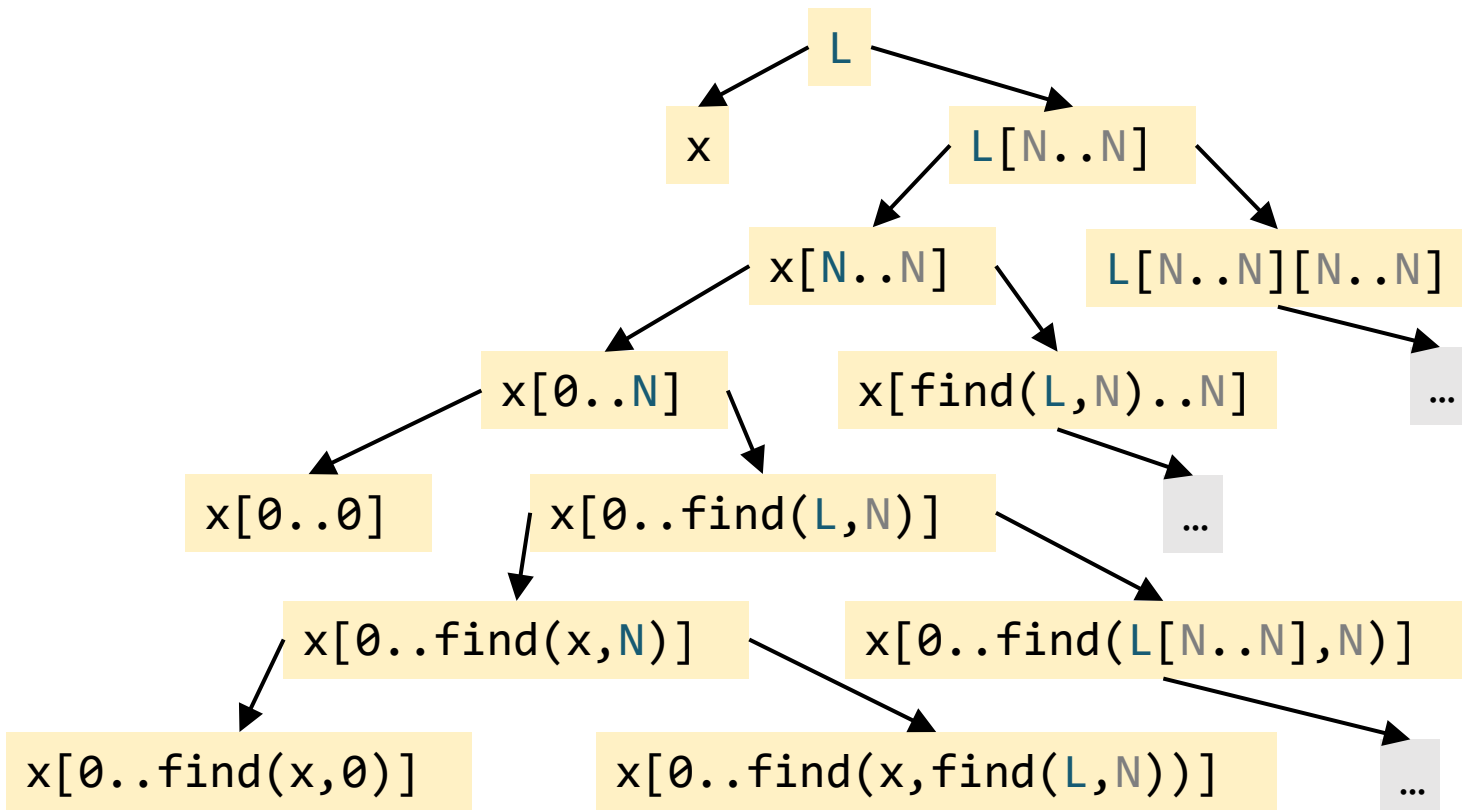 L
x
L[N..N]
x[N..N]
L[N..N][N..N]
x[0..N]
x[find(L,N)..N]
…
x[0..0]
x[0..find(L,N)]
…
x[0..find(x,N)]
x[0..find(L[N..N],N)]
x[0..find(x,0)]
x[0..find(x,find(L,N))]
…